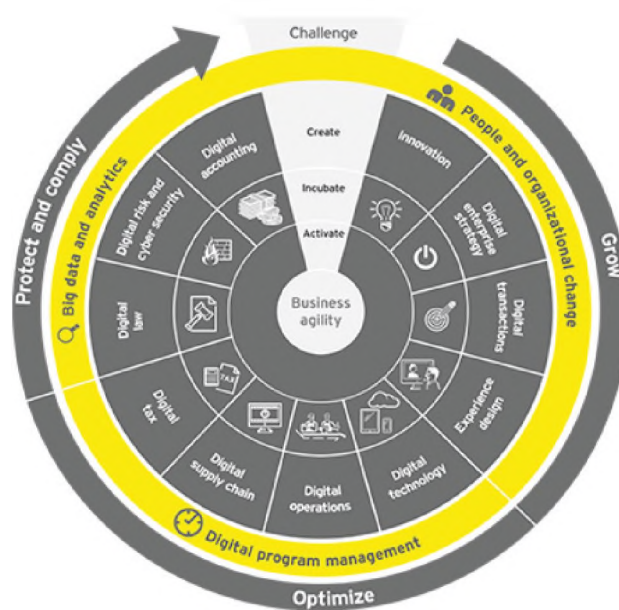 Challenge
Create
Incubate
Activate
Business
agility
Innovation
Digital
enterprise
strategy
Digital
transactions
Experience
design
Digital
technology
Digital
operations
Digital
supply chain
Digital
tax
Digital
law
Digital risk and
cyber security
Digital
accounting
TAX
People and organizational change
Digital program management
Big data and analytics
Grow
Optimize
Protect and comply